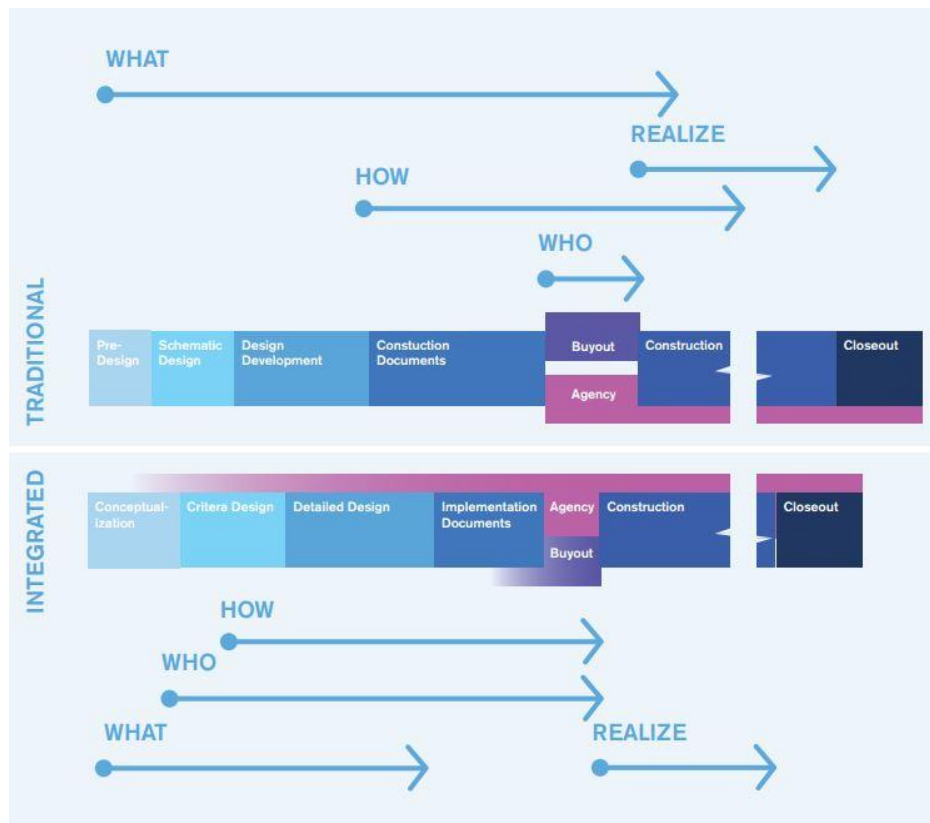 WHAT
REALIZE
HOW
WHO
TRADITIONAL
Pre-
Design
Schematic
Design
Design
Development
Constuction
Documents
Buyout
Agency
Construction
Closeout
INTEGRATED
Conceptual-
ization
Critera Design
Detailed Design
Implementation
Documents
Agency
Buyout
Construction
Closeout
HOW
WHO
WHAT
REALIZE